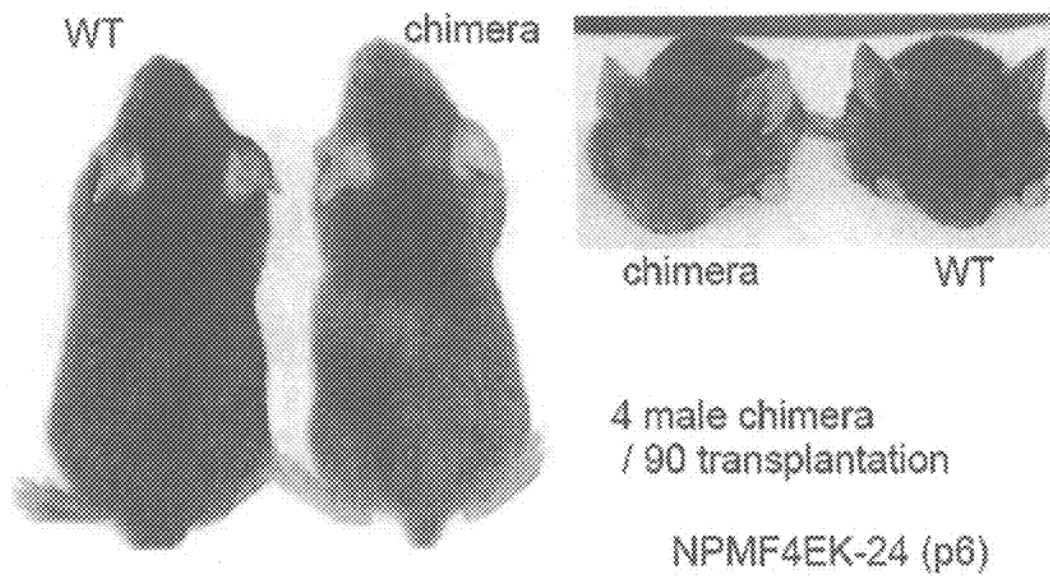 WT
chimera
chimera
WT
4 male chimera
/ 90 transplantation
NPMF4EK-24 (p6)